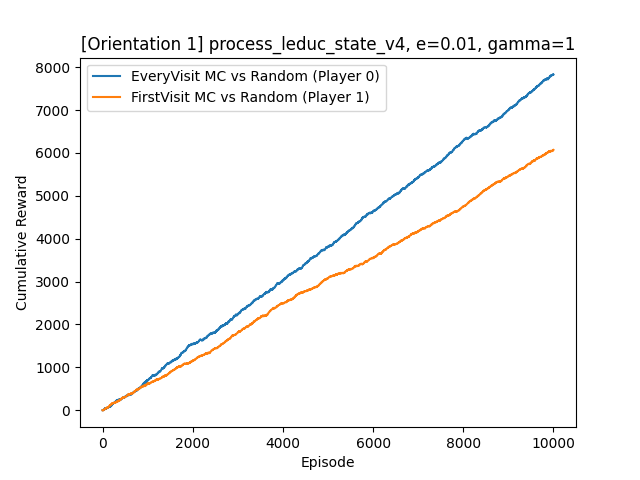 [Orientation 1] process_leduc_state_v4, e=0.01, gamma=1
EveryVisit MC vs Random (Player 0)
FirstVisit MC vs Random (Player 1)
8000
7000
6000
5000
4000
3000
2000
1000
0
Cumulative Reward
0 2000 4000 6000 8000 10000
Episode